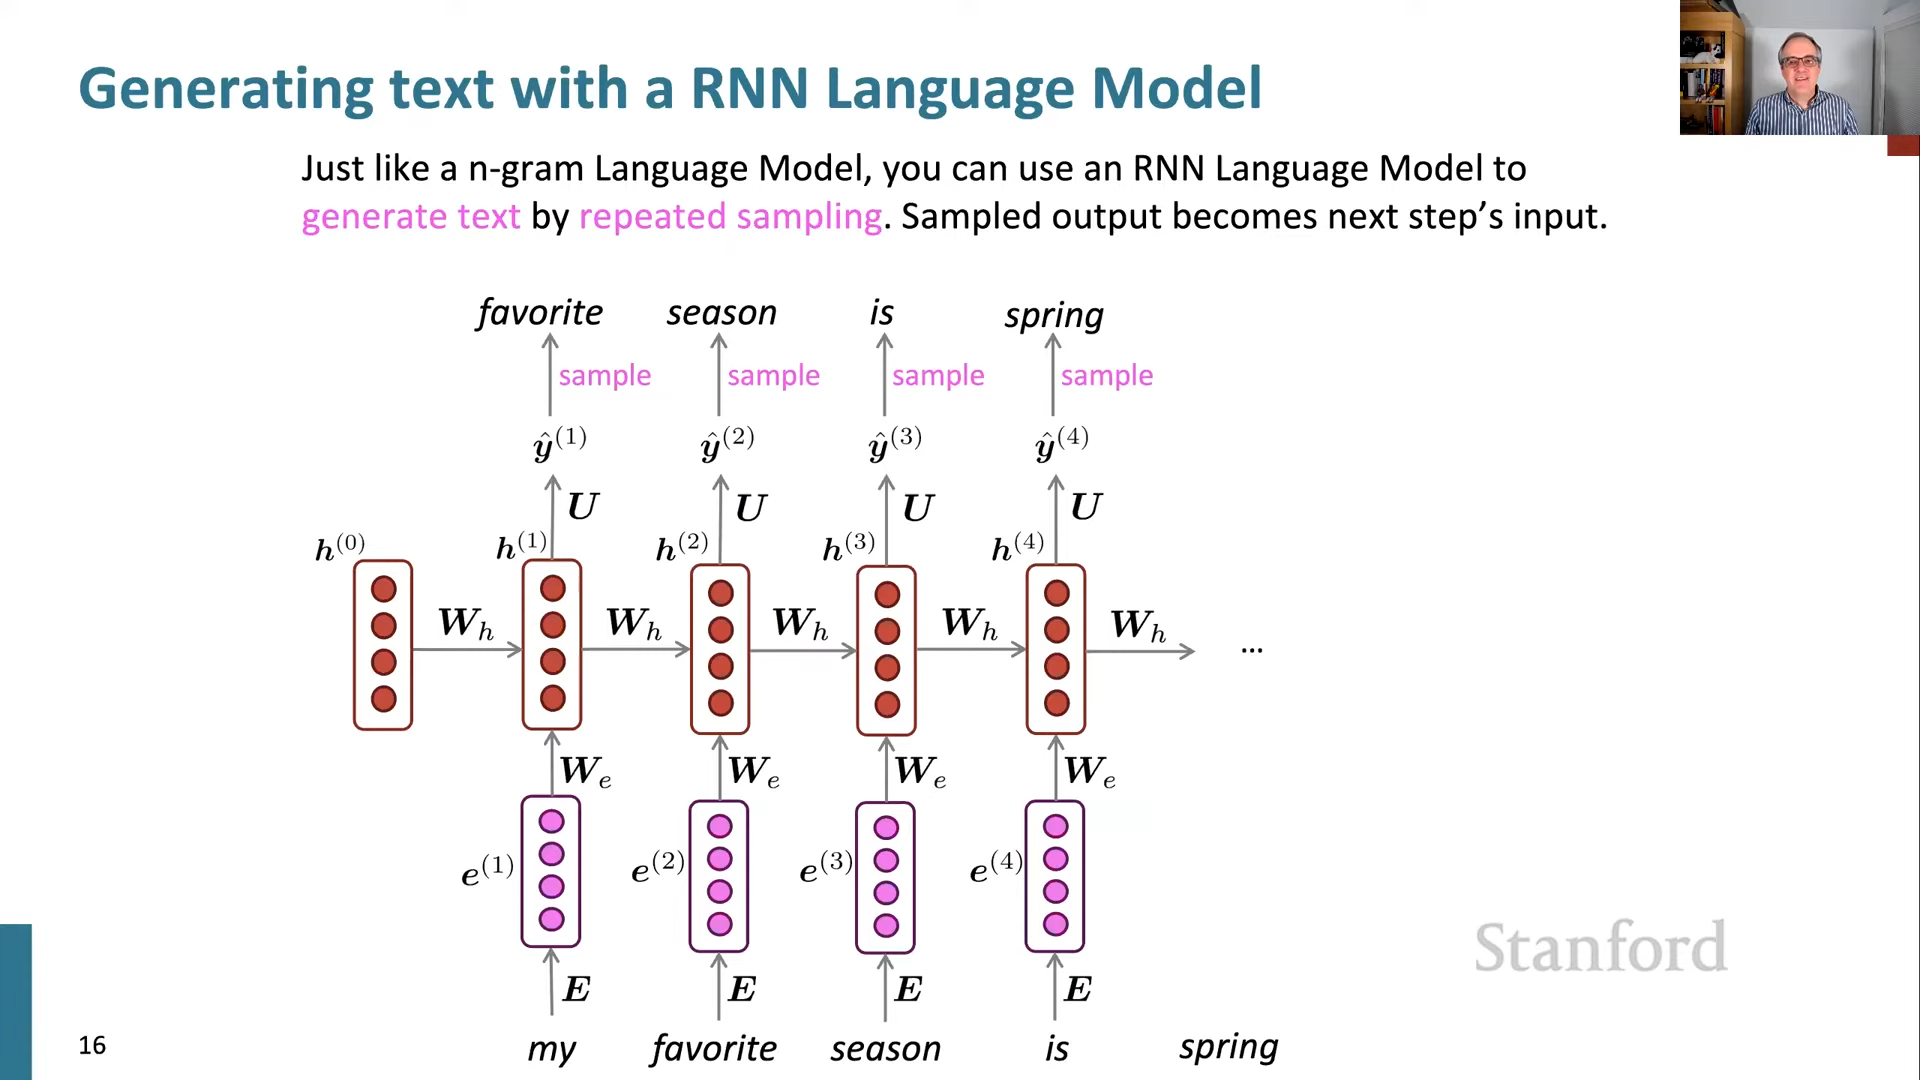 Generating text with a RNN Language Model
Just like a n-gram Language Model, you can use an RNN Language Model to
generate text by repeated sampling. Sampled output becomes next step’s input.
favorite season is spring
sample sample sample sample
ŷ(1) ŷ(2) ŷ(3) ŷ(4)
U U U U
h(0) h(1) h(2) h(3) h(4)
Wh Wh Wh Wh Wh ...
We We We We
e(1) e(2) e(3) e(4)
Stanford
E E E E
16 my favorite season is spring